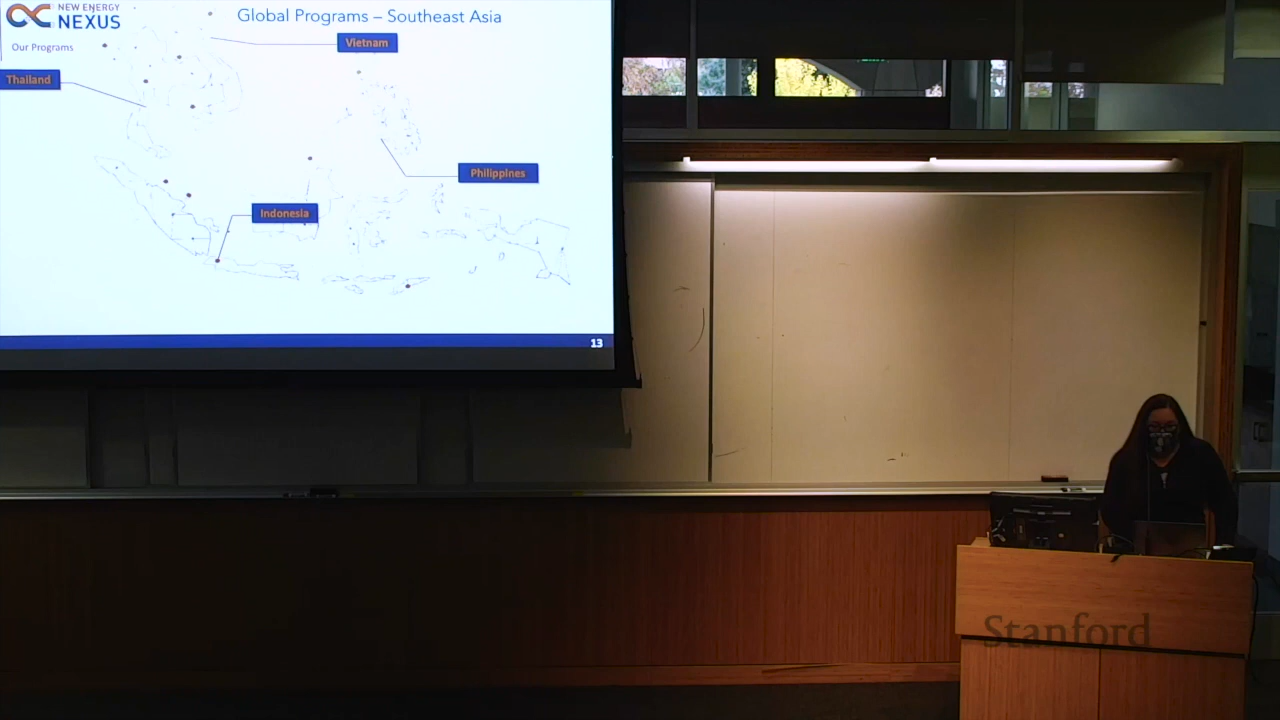 NEW ENERGY
NEXUS
Global Programs – Southeast Asia
Our Programs
Vietnam
Thailand
Philippines
Indonesia
13
Stanford